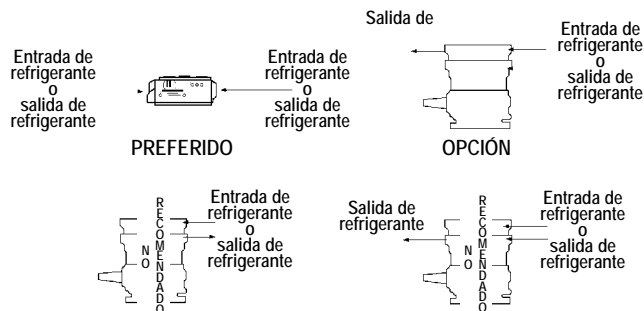 Salida de
Entrada de
refrigerante
o
salida de
refrigerante
Entrada de
refrigerante
o
salida de
refrigerante
Entrada de
refrigerante
o
salida de
refrigerante
PREFERIDO
OPCIÓN
NO
RECOMENDADO
Entrada de
refrigerante
o
salida de
refrigerante
Salida de
refrigerante
NO
RECOMENDADO
Entrada de
refrigerante
o
salida de
refrigerante